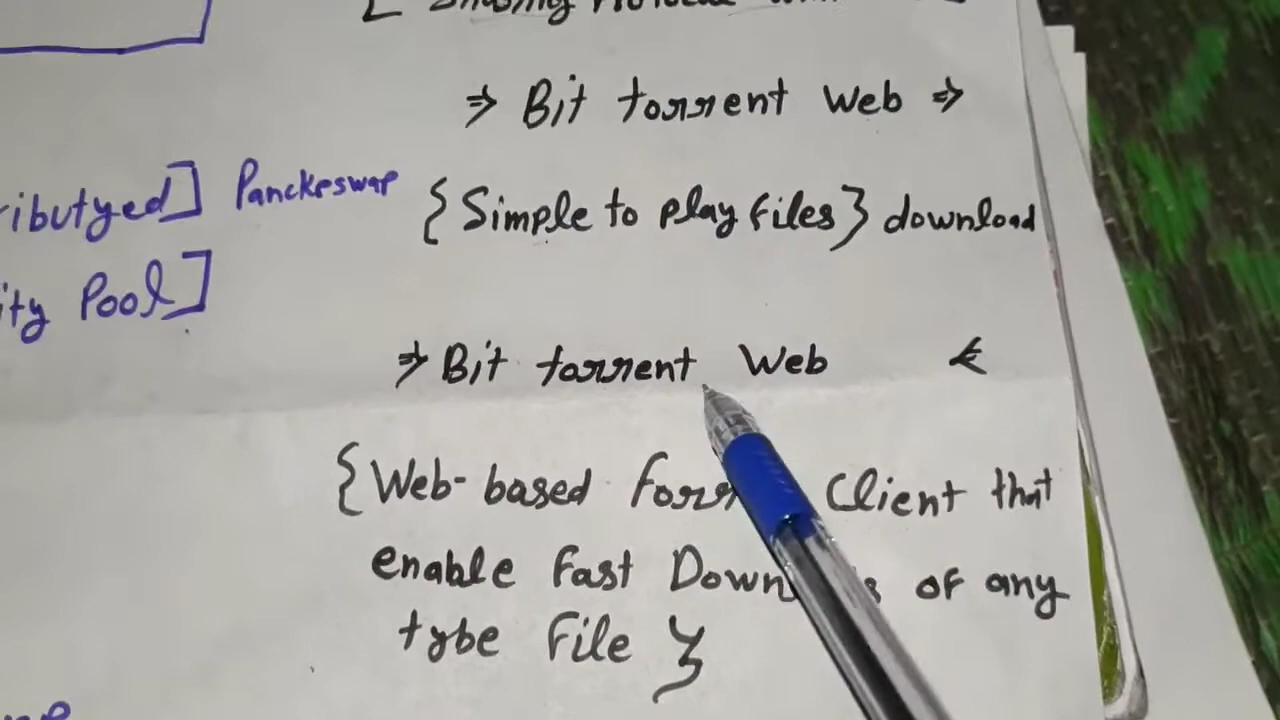 ⇒ Bit torrent Web ⇒
ributyed] Panckeswap {Simple to play files} download
ity Pool]
⇒ Bit torrent Web ⇐
{Web-based Client that
enable Fast of any
tybe File }